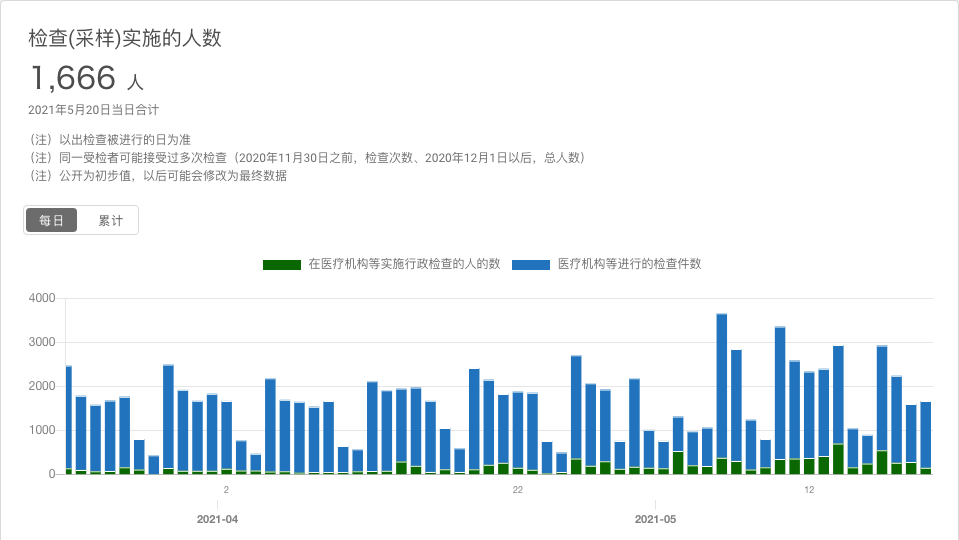 检查(采样)实施的人数
1,666 人
2021年5月20日当日合计
（注）以出检查被进行的日为准
（注）同一受检者可能接受过多次检查（2020年11月30日之前，检查次数、2020年12月1日以后，总人数）
（注）公开为初步值，以后可能会修改为最终数据
每日 累计
在医疗机构等实施行政检查的人的数 医疗机构等进行的检查件数
4000
3000
2000
1000
0
2 22 12
2021-04 2021-05